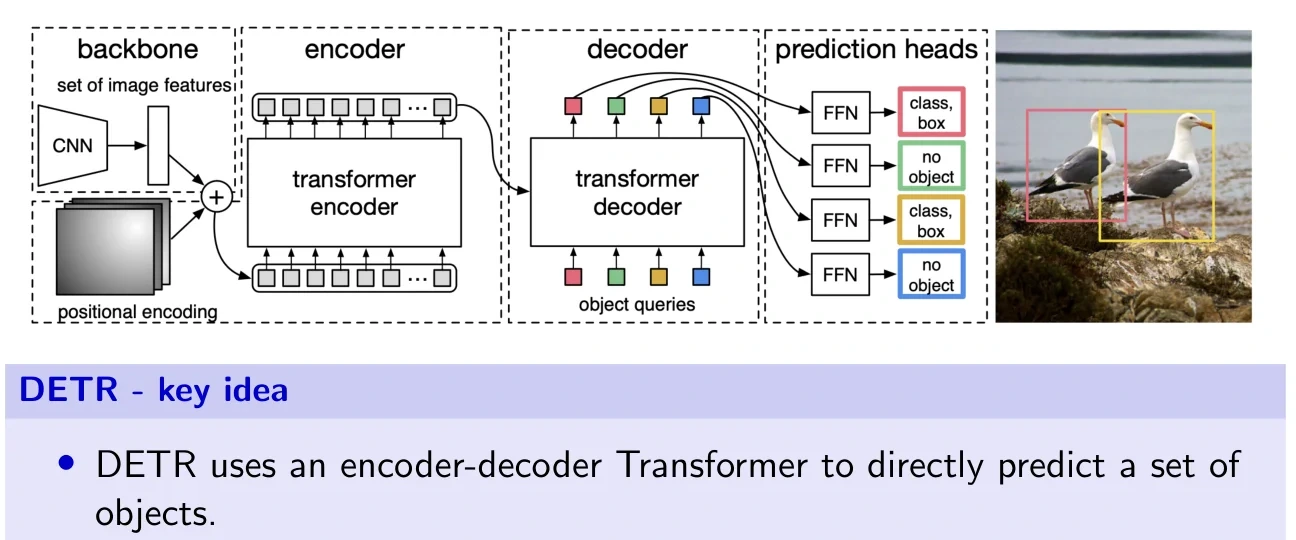 backbone
set of image features
CNN
+
positional encoding
encoder
...
transformer
encoder
...
decoder
transformer
decoder
object queries
prediction heads
FFN
class,
box
FFN
no
object
FFN
class,
box
FFN
no
object
DETR - key idea
• DETR uses an encoder-decoder Transformer to directly predict a set of
objects.